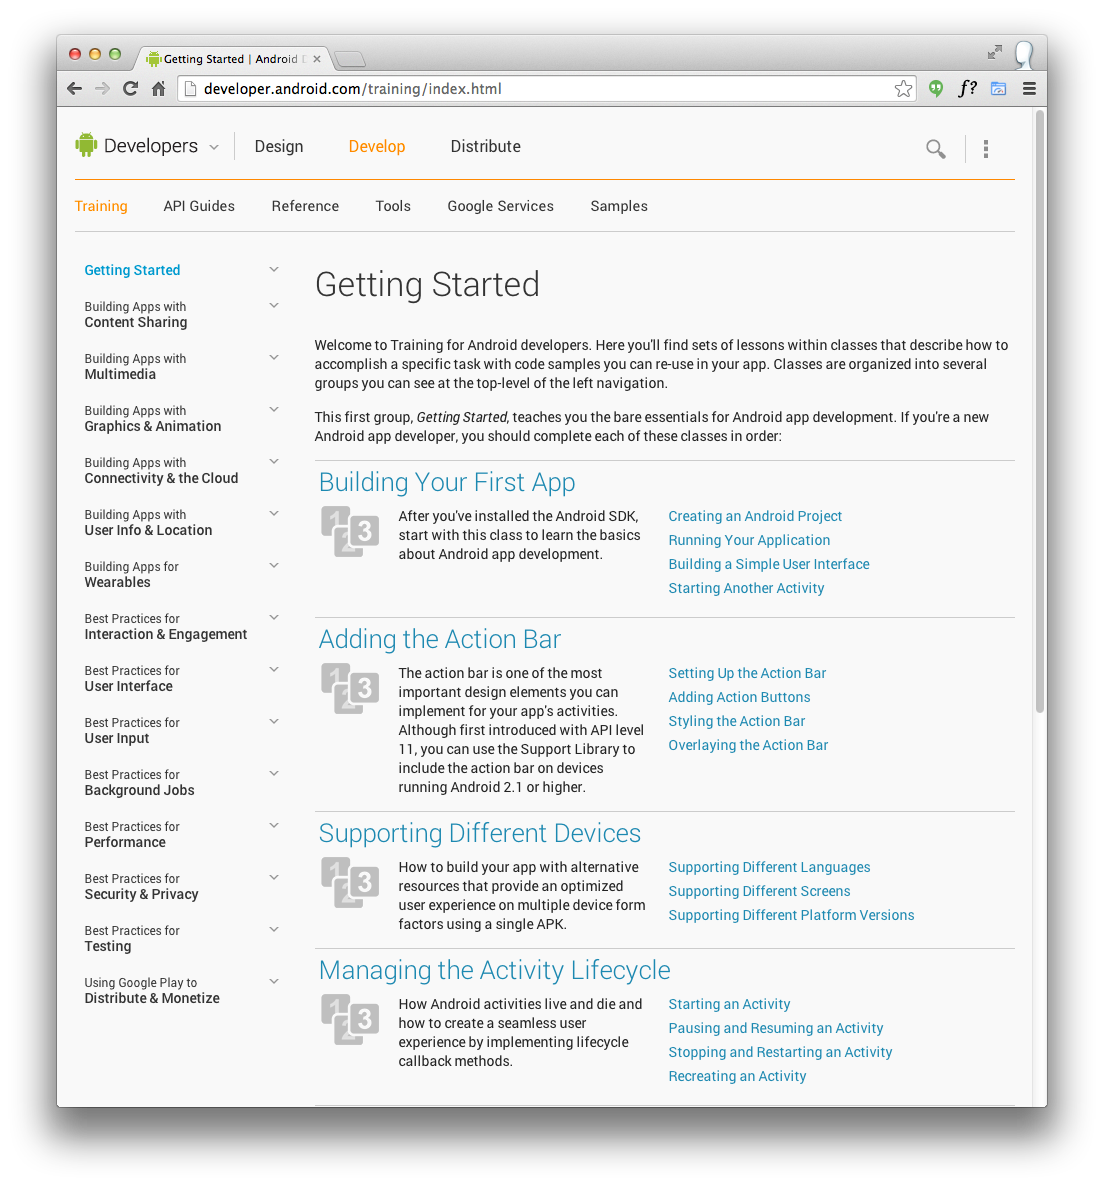 Getting Started | Android D
developer.android.com/training/index.html
f?
Developers Design Develop Distribute
Training API Guides Reference Tools Google Services Samples
Getting Started
Building Apps with
Content Sharing
Building Apps with
Multimedia
Building Apps with
Graphics & Animation
Building Apps with
Connectivity & the Cloud
Building Apps with
User Info & Location
Building Apps for
Wearables
Best Practices for
Interaction & Engagement
Best Practices for
User Interface
Best Practices for
User Input
Best Practices for
Background Jobs
Best Practices for
Performance
Best Practices for
Security & Privacy
Best Practices for
Testing
Using Google Play to
Distribute & Monetize
Getting Started
Welcome to Training for Android developers. Here you'll find sets of lessons within classes that describe how to
accomplish a specific task with code samples you can re-use in your app. Classes are organized into several
groups you can see at the top-level of the left navigation.
This first group, Getting Started, teaches you the bare essentials for Android app development. If you're a new
Android app developer, you should complete each of these classes in order:
Building Your First App
1 2 3
After you've installed the Android SDK,
start with this class to learn the basics
about Android app development.
Creating an Android Project
Running Your Application
Building a Simple User Interface
Starting Another Activity
Adding the Action Bar
1 2 3
The action bar is one of the most
important design elements you can
implement for your app's activities.
Although first introduced with API level
11, you can use the Support Library to
include the action bar on devices
running Android 2.1 or higher.
Setting Up the Action Bar
Adding Action Buttons
Styling the Action Bar
Overlaying the Action Bar
Supporting Different Devices
1 2 3
How to build your app with alternative
resources that provide an optimized
user experience on multiple device form
factors using a single APK.
Supporting Different Languages
Supporting Different Screens
Supporting Different Platform Versions
Managing the Activity Lifecycle
1 2 3
How Android activities live and die and
how to create a seamless user
experience by implementing lifecycle
callback methods.
Starting an Activity
Pausing and Resuming an Activity
Stopping and Restarting an Activity
Recreating an Activity